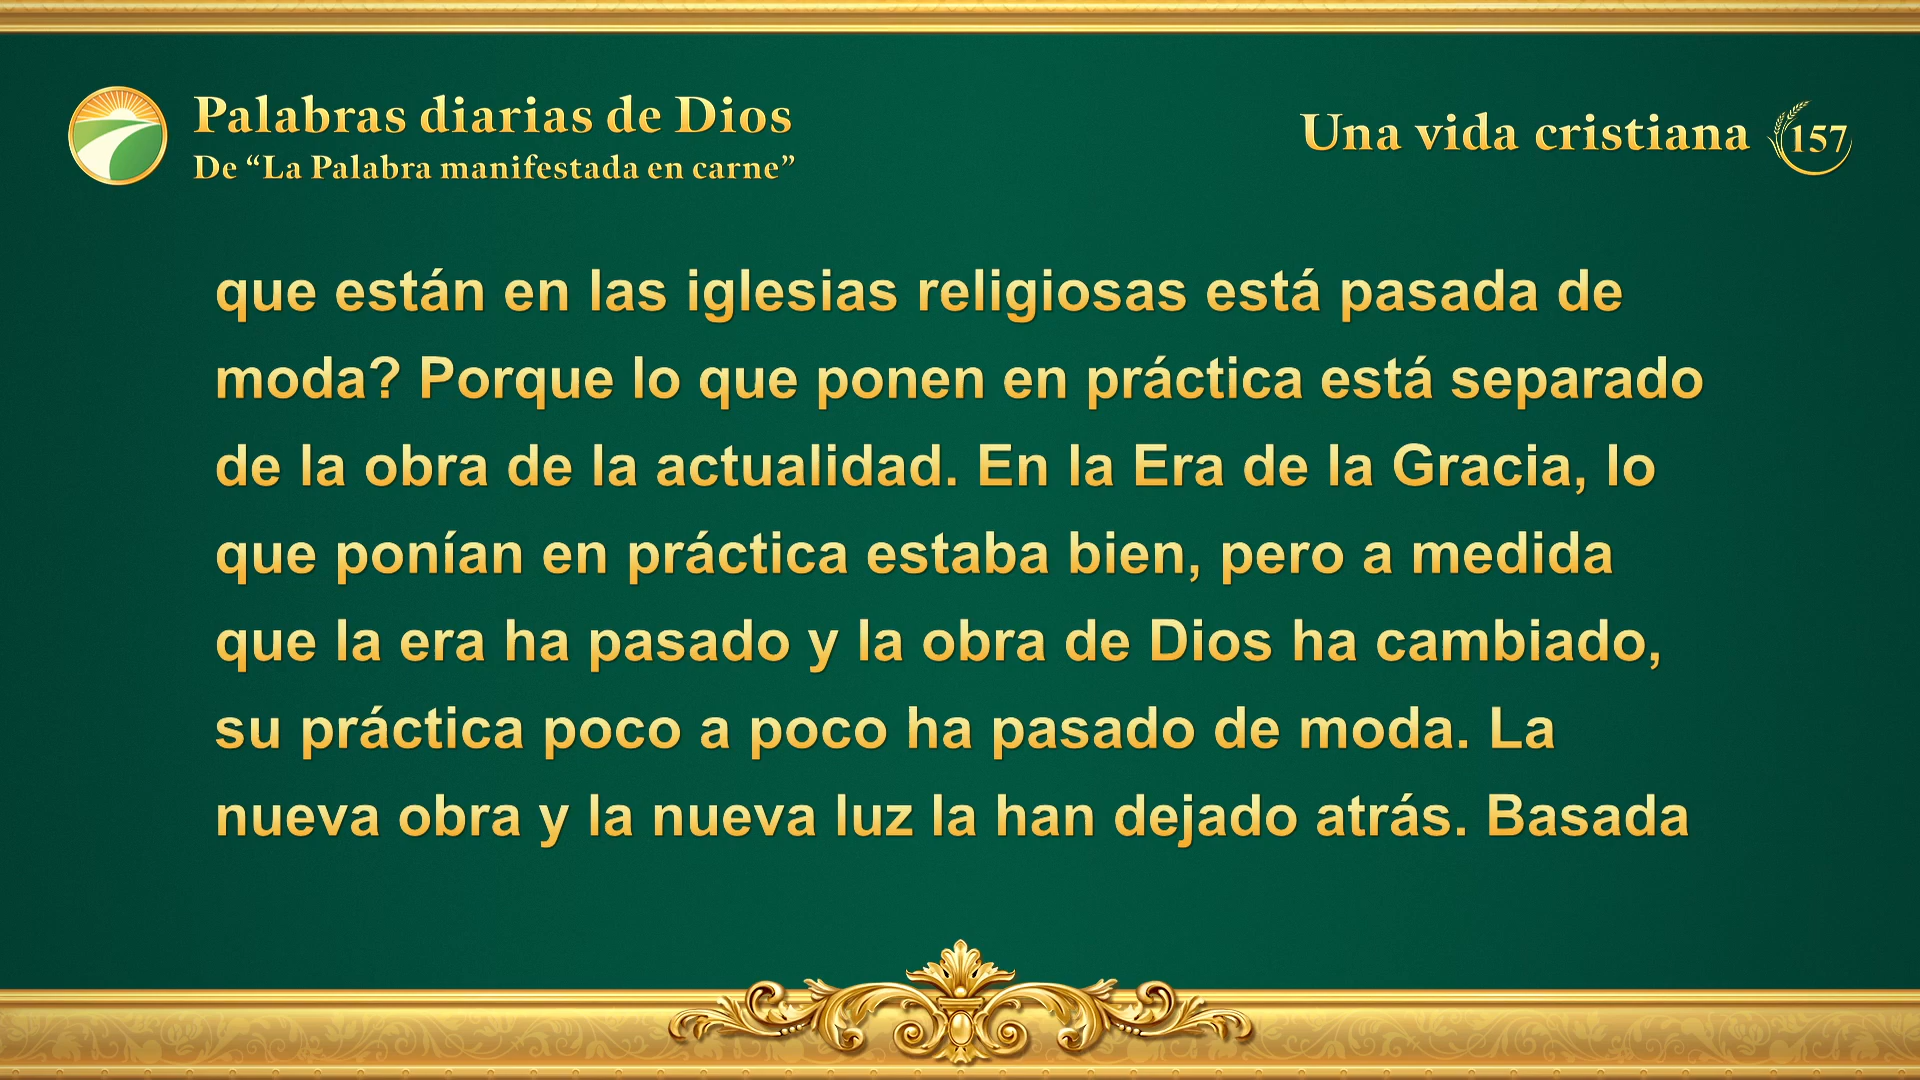 Palabras diarias de Dios
De “La Palabra manifestada en carne”
Una vida cristiana 157
que están en las iglesias religiosas está pasada de
moda? Porque lo que ponen en práctica está separado
de la obra de la actualidad. En la Era de la Gracia, lo
que ponían en práctica estaba bien, pero a medida
que la era ha pasado y la obra de Dios ha cambiado,
su práctica poco a poco ha pasado de moda. La
nueva obra y la nueva luz la han dejado atrás. Basada